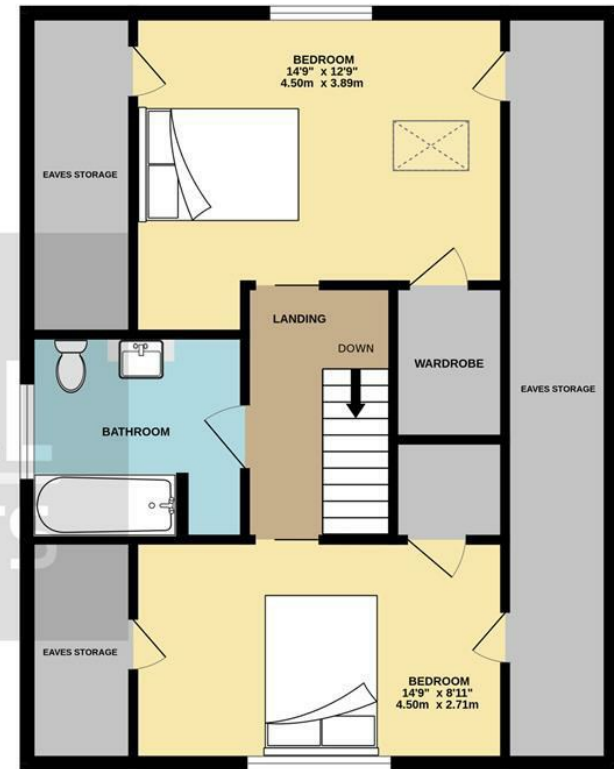 BEDROOM
14'9" x 12'9"
4.50m x 3.89m
EAVES STORAGE
LANDING
DOWN
WARDROBE
EAVES STORAGE
BATHROOM
EAVES STORAGE
BEDROOM
14'9" x 8'11"
4.50m x 2.71m